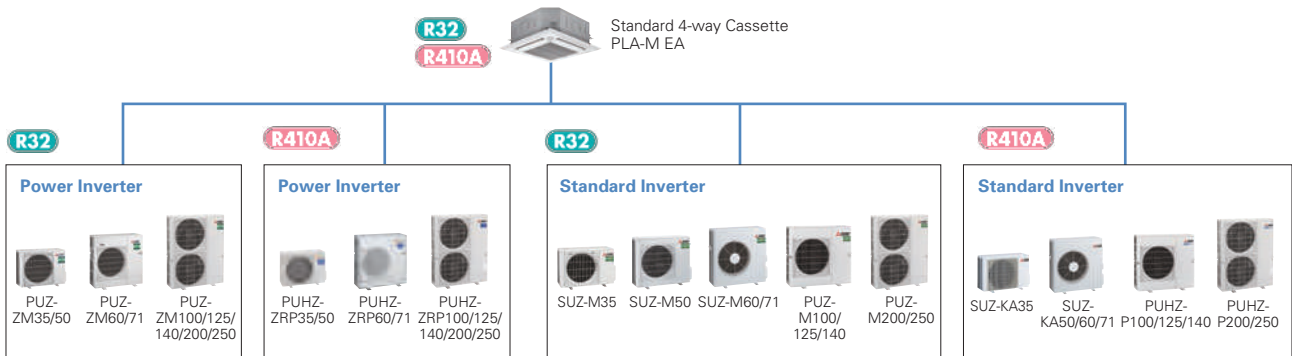 R32
R410A
Standard 4-way Cassette
PLA-M EA
R32
Power Inverter
PUZ-
ZM35/50
PUZ-
ZM60/71
PUZ-
ZM100/125/
140/200/250
R410A
Power Inverter
PUHZ-
ZRP35/50
PUHZ-
ZRP60/71
PUHZ-
ZRP100/125/
140/200/250
R32
Standard Inverter
SUZ-M35
SUZ-M50
SUZ-M60/71
PUZ-
M100/
125/140
PUZ-
M200/250
R410A
Standard Inverter
SUZ-KA35
SUZ-
KA50/60/71
PUHZ-
P100/125/140
PUHZ-
P200/250